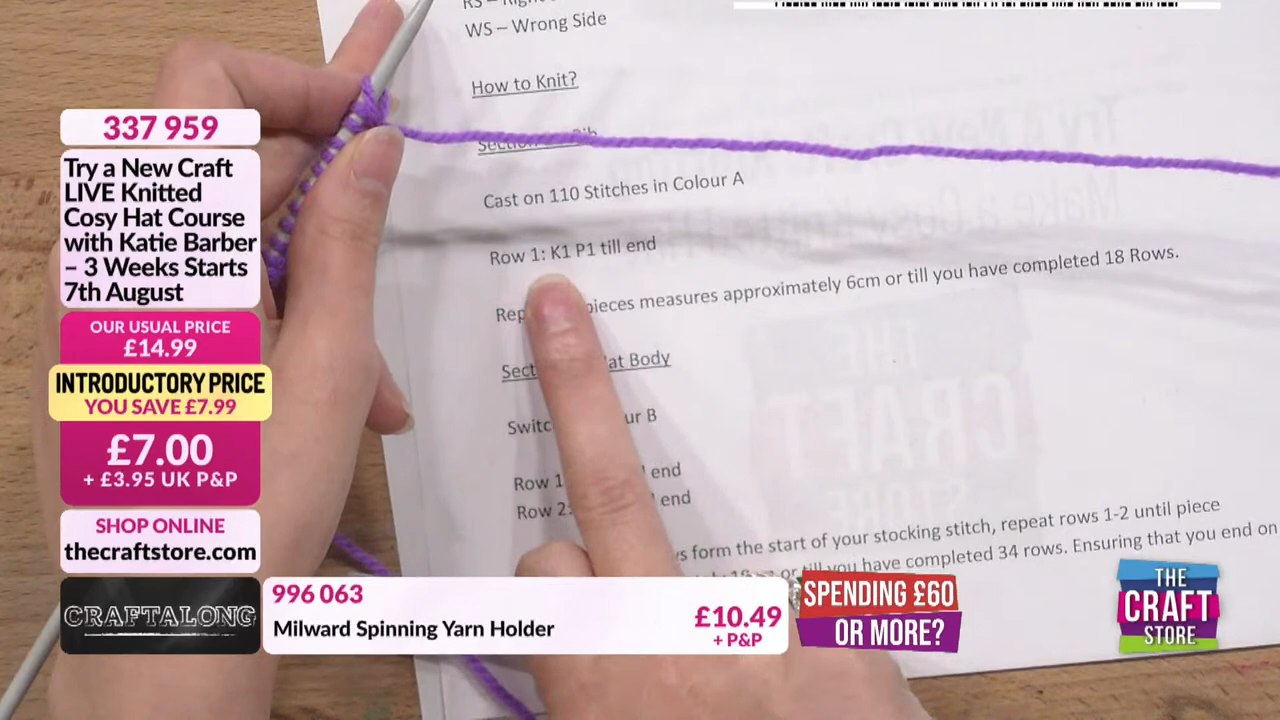 WS – Wrong Side
How to Knit?
Cast on 110 Stitches in Colour A
Row 1: K1 P1 till end
pieces measures approximately 6cm or till you have completed 18 Rows.
Body
B
Row
end
Row 2:
end
form the start of your stocking stitch, repeat rows 1-2 until piece
or till you have completed 34 rows. Ensuring that you end on
337 959
Try a New Craft
LIVE Knitted
Cosy Hat Course
with Katie Barber
– 3 Weeks Starts
7th August
OUR USUAL PRICE
£14.99
INTRODUCTORY PRICE
YOU SAVE £7.99
£7.00
+ £3.95 UK P&P
SHOP ONLINE
thecraftstore.com
CRAFTALONG
996 063
Milward Spinning Yarn Holder
£10.49
+ P&P
SPENDING £60
OR MORE?
THE
CRAFT
STORE